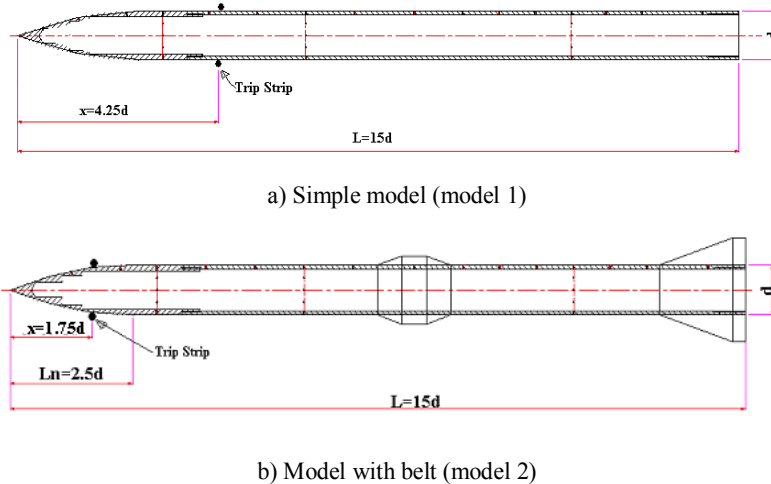 Trip Strip
x=4.25d
L=15d
a) Simple model (model 1)
d
x=1.75d
Trip Strip
Ln=2.5d
L=15d
b) Model with belt (model 2)